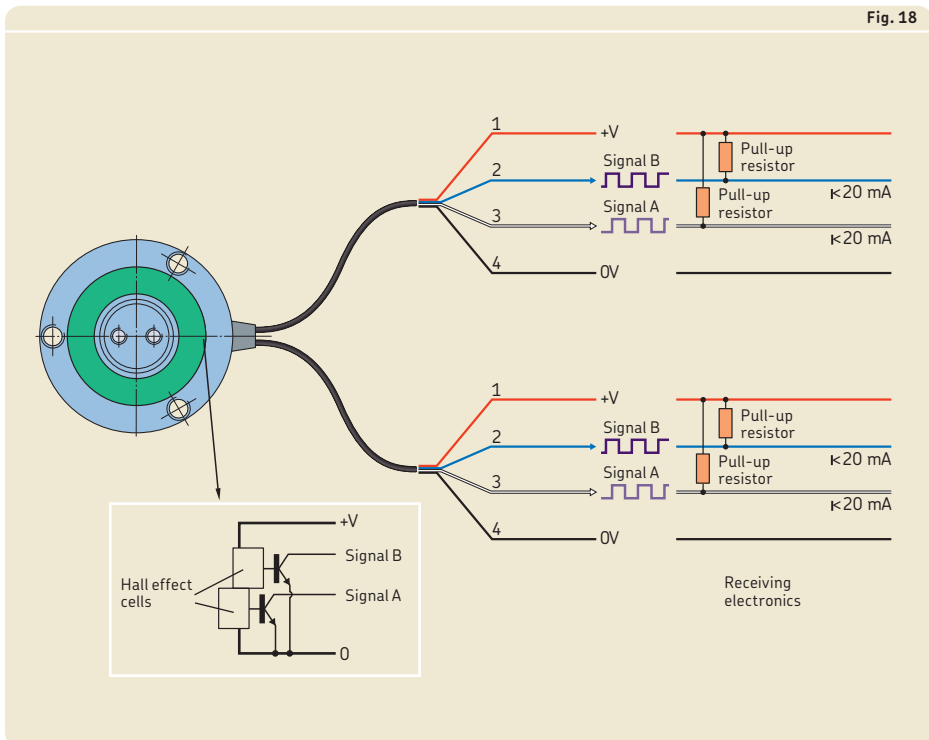 Fig. 18
1
+V
2
Signal B
Pull-up
resistor
I<20 mA
3
Signal A
Pull-up
resistor
I<20 mA
4
0V
1
+V
2
Signal B
Pull-up
resistor
I<20 mA
3
Signal A
Pull-up
resistor
I<20 mA
4
0V
Receiving
electronics
+V
Signal B
Hall effect
cells
Signal A
0